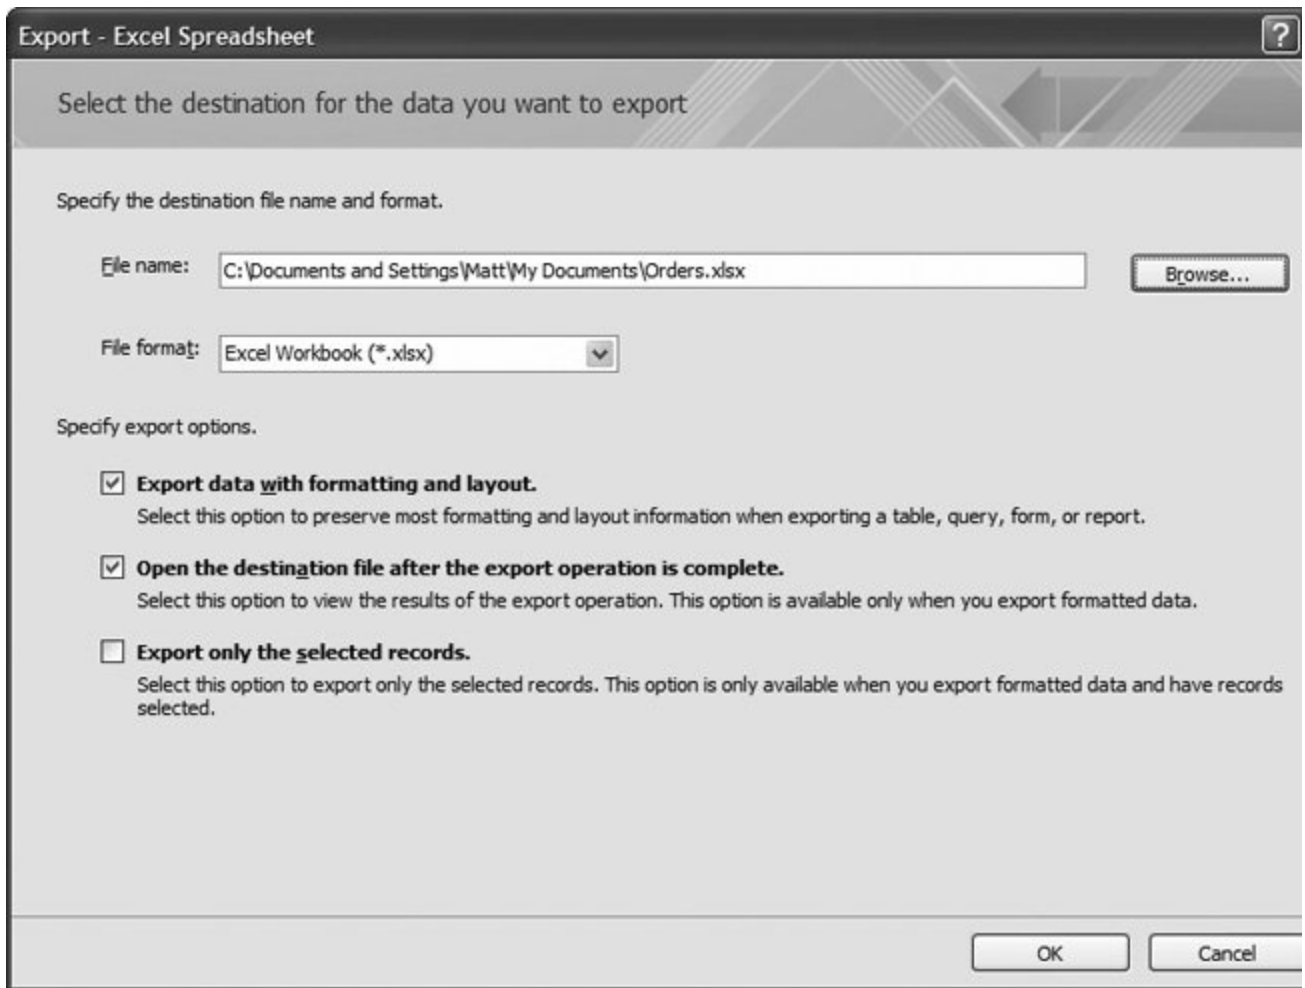 Export - Excel Spreadsheet
?
Select the destination for the data you want to export
Specify the destination file name and format.
File name:
C:\Documents and Settings\Matt\My Documents\Orders.xlsx
Browse...
File format:
Excel Workbook (*.xlsx)
Specify export options.
Export data with formatting and layout.
Select this option to preserve most formatting and layout information when exporting a table, query, form, or report.
Open the destination file after the export operation is complete.
Select this option to view the results of the export operation. This option is available only when you export formatted data.
Export only the selected records.
Select this option to export only the selected records. This option is only available when you export formatted data and have records
selected.
OK
Cancel